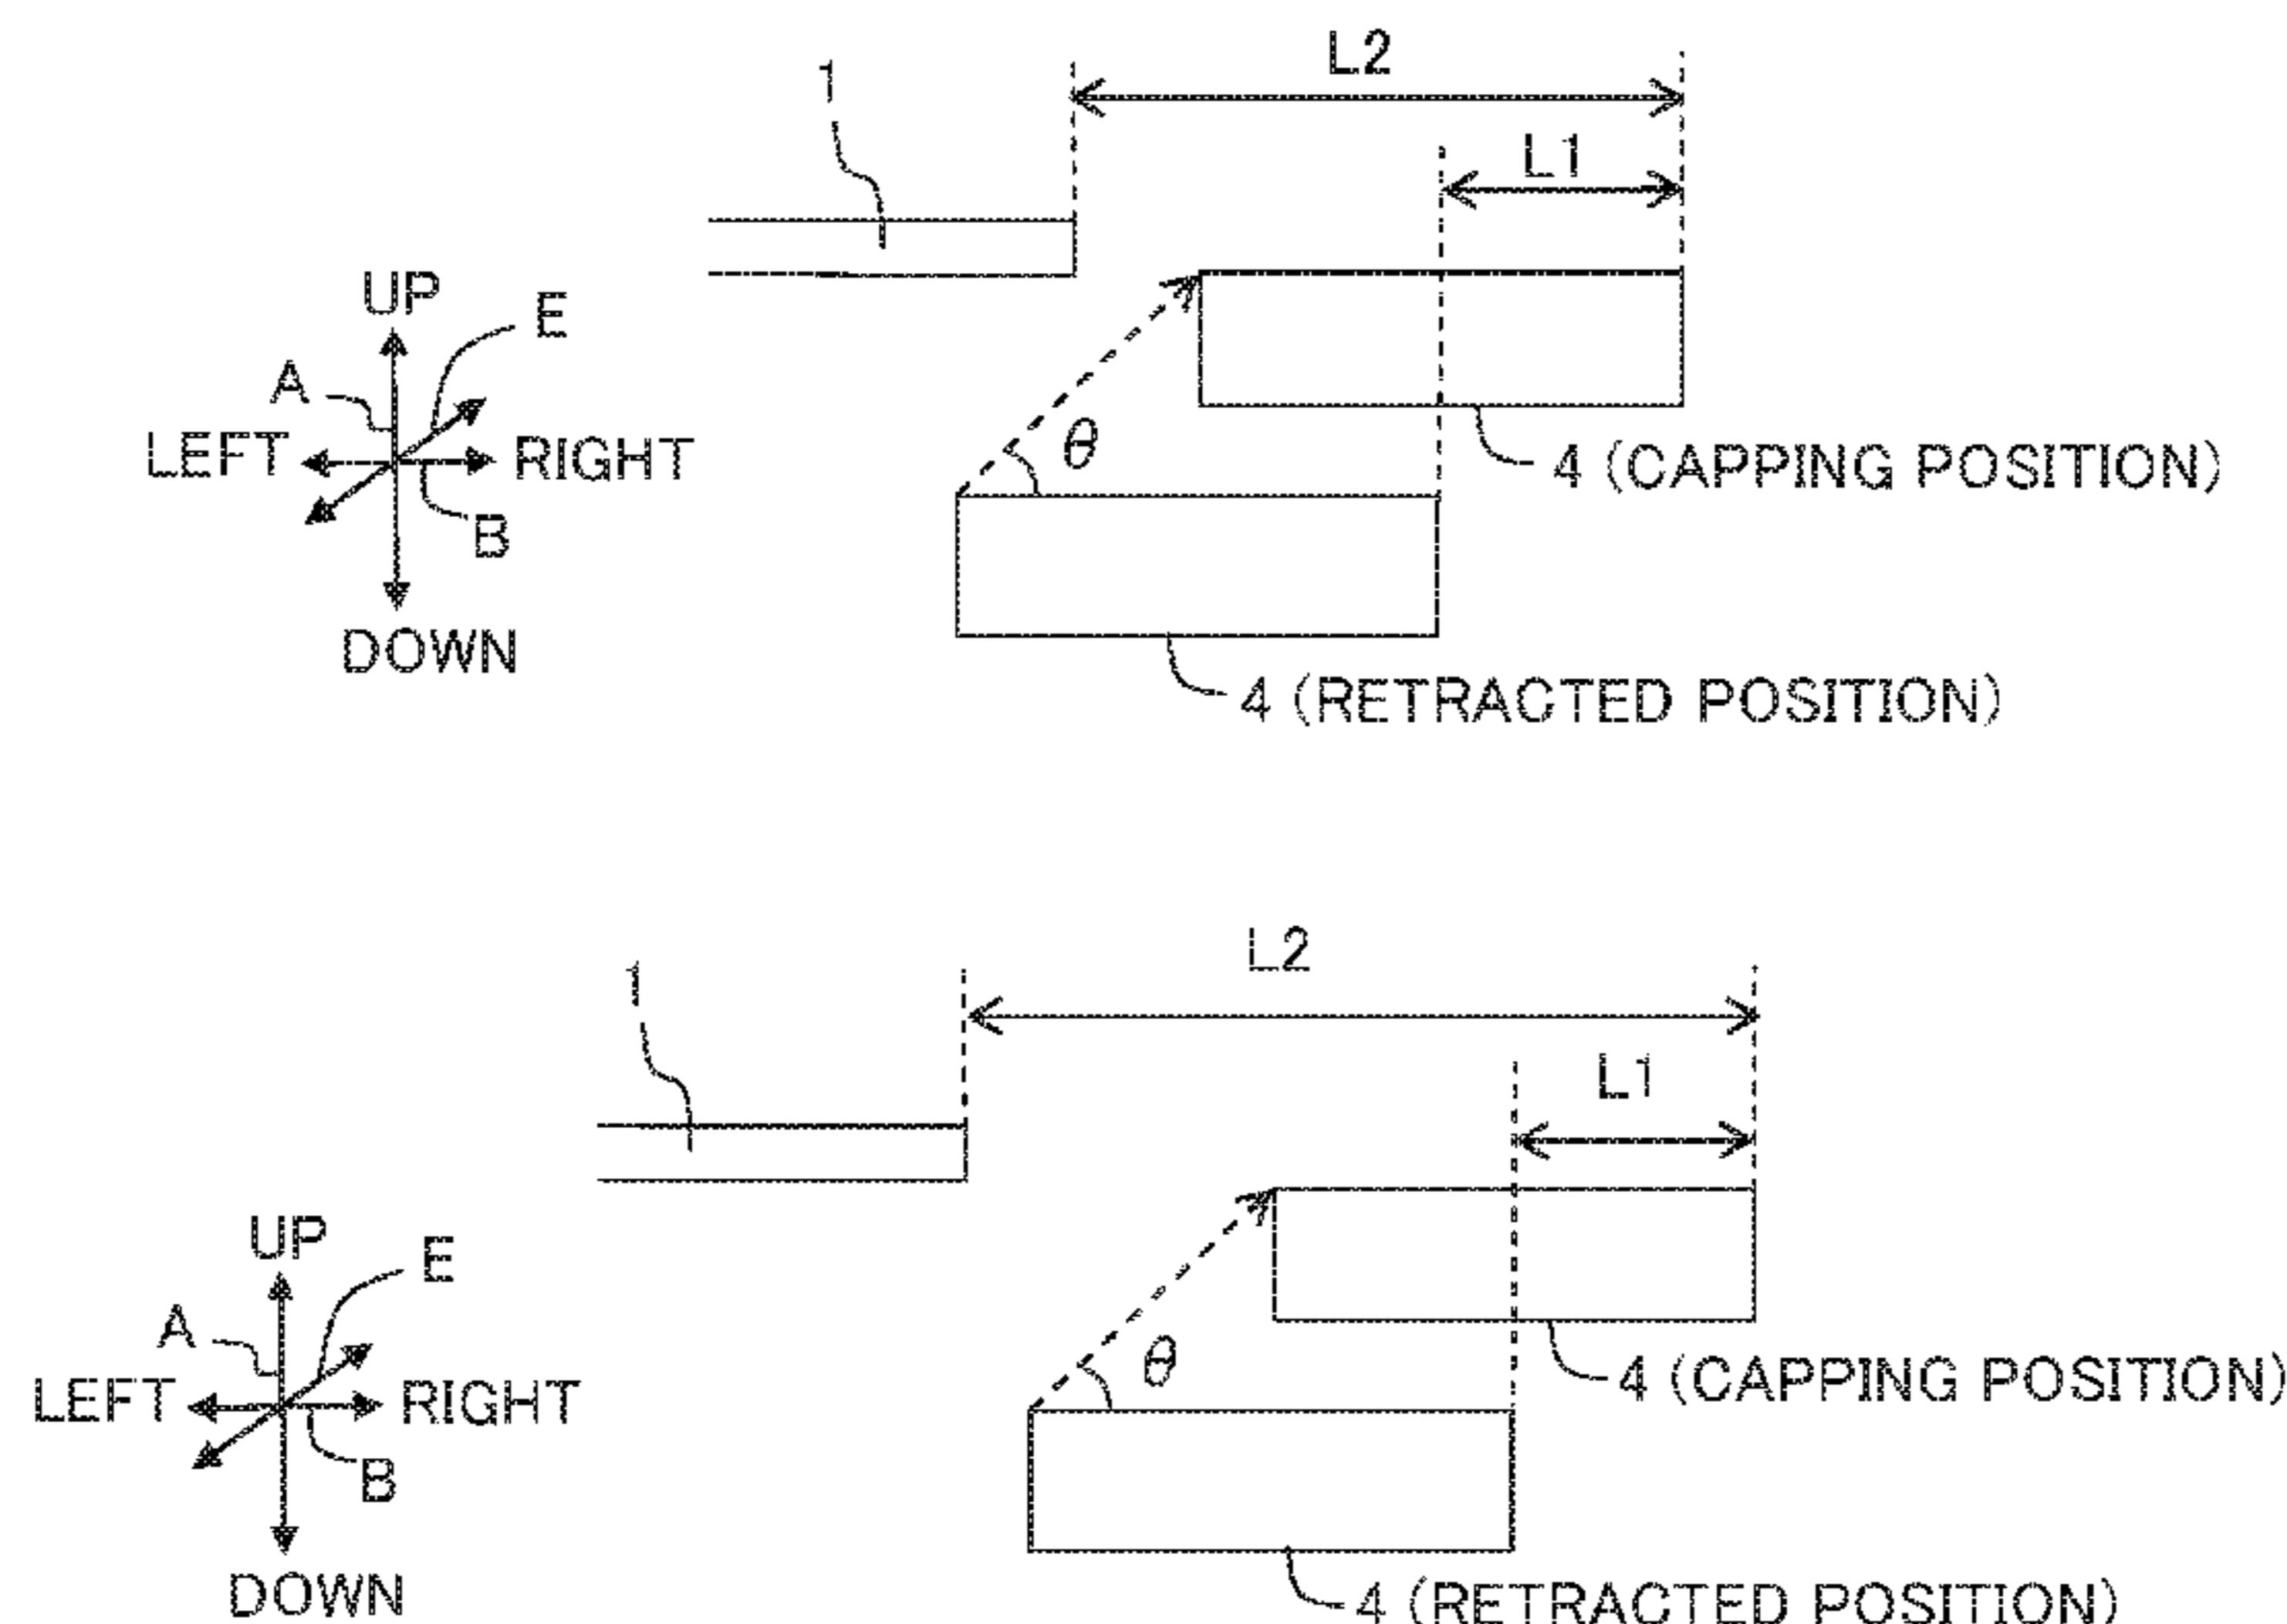 L2
1
L1
UP
E
A
θ
LEFT
RIGHT
4 (CAPPING POSITION)
B
DOWN
4 (RETRACTED POSITION)
L2
1
L1
UP
E
A
θ
LEFT
RIGHT
4 (CAPPING POSITION)
B
DOWN
4 (RETRACTED POSITION)